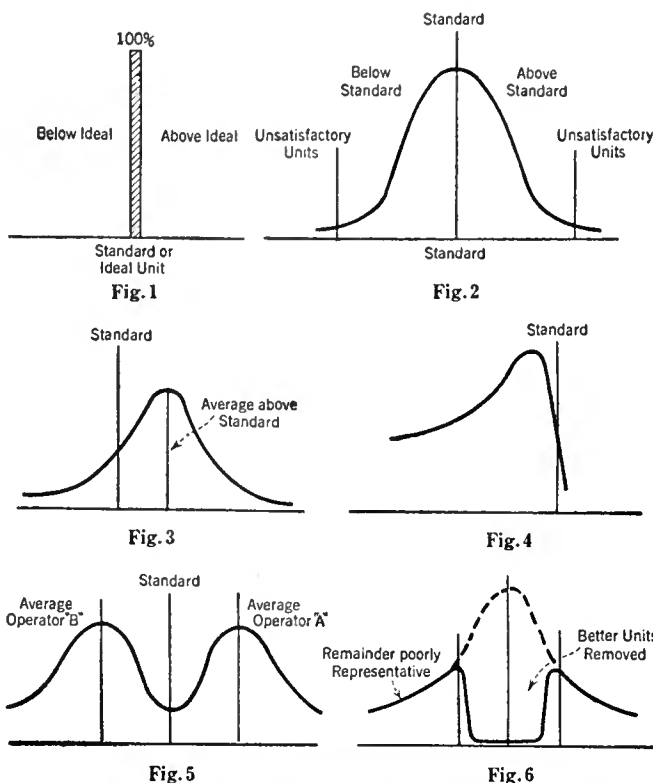 100%
Below Ideal
Above Ideal
Standard or
Ideal Unit
Fig. 1
Standard
Below
Standard
Above
Standard
Unsatisfactory
Units
Unsatisfactory
Units
Standard
Fig. 2
Standard
Average above
Standard
Fig. 3
Standard
Fig. 4
Average
Operator "B"
Standard
Average
Operator "A"
Fig. 5
Remainder poorly
Representative
Better Units
Removed
Fig. 6